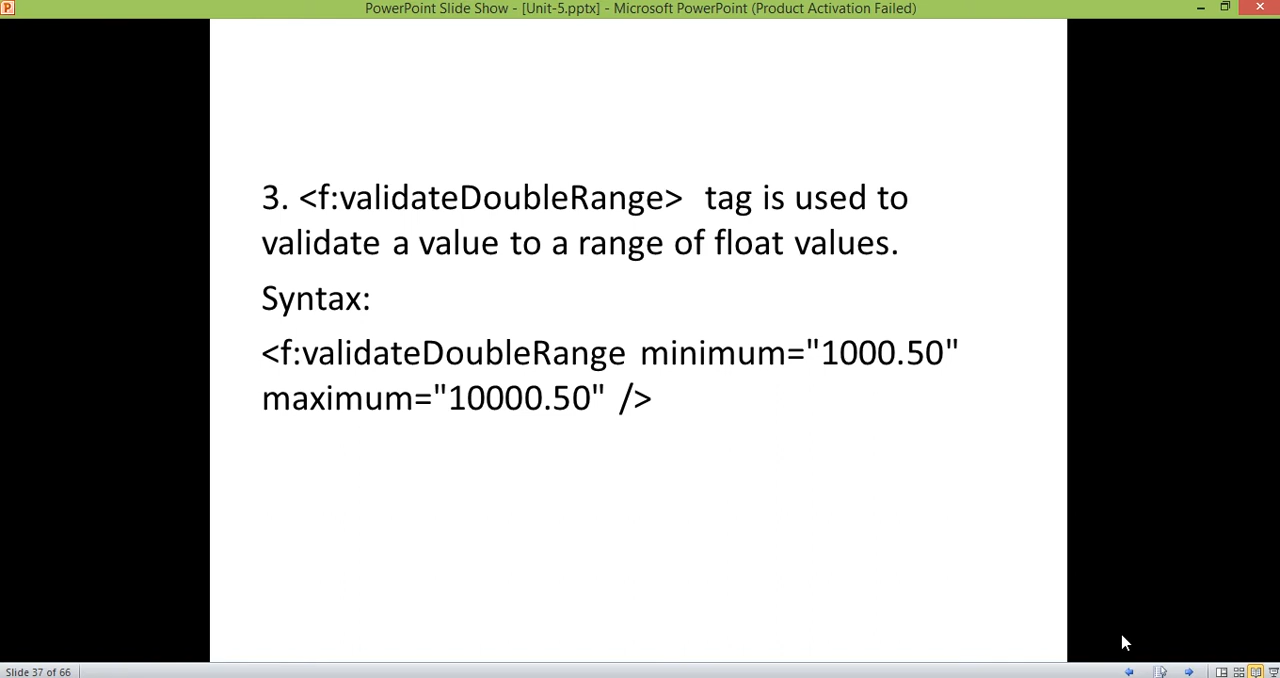 PowerPoint Slide Show - [Unit-5.pptx] - Microsoft PowerPoint (Product Activation Failed)
3. <f:validateDoubleRange>  tag is used to
validate a value to a range of float values.
Syntax:
<f:validateDoubleRange minimum="1000.50"
maximum="10000.50" />
Slide 37 of 66